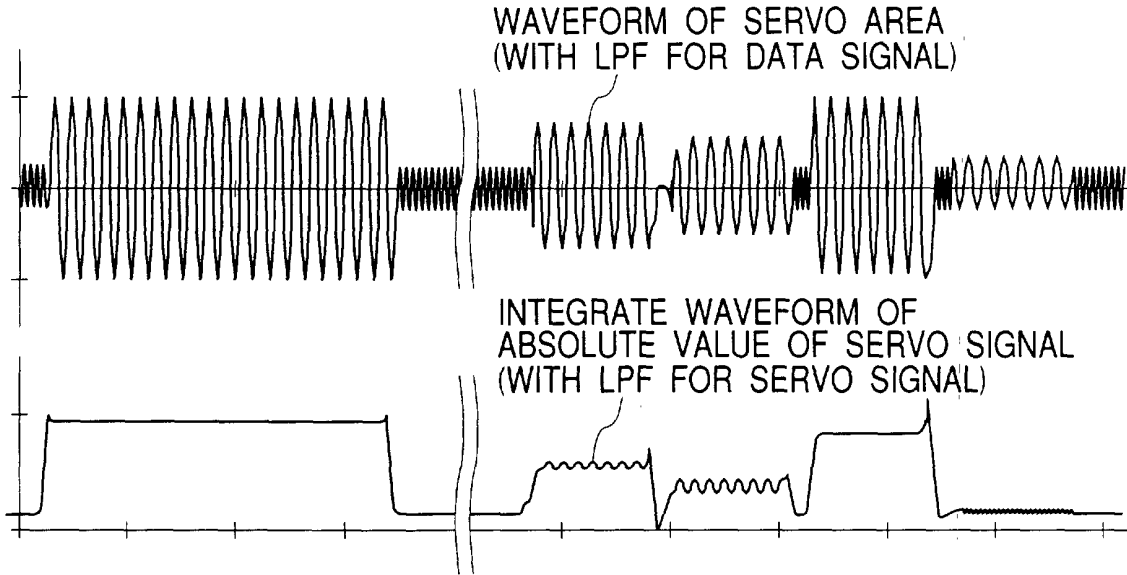 WAVEFORM OF SERVO AREA
(WITH LPF FOR DATA SIGNAL)
INTEGRATE WAVEFORM OF
ABSOLUTE VALUE OF SERVO SIGNAL
(WITH LPF FOR SERVO SIGNAL)